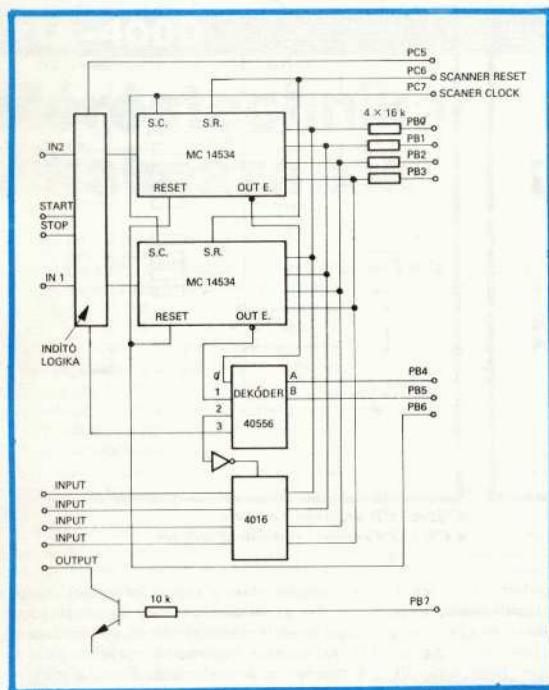 PC5
PC6
SCANNER RESET
PC7
SCANER CLOCK
4 × 16 k
PB0
PB1
PB2
PB3
S.C.
S.R.
IN2
MC 14534
RESET
OUT E.
START
STOP
S.C.
S.R.
IN 1
MC 14534
RESET
OUT E.
INDÍTÓ
LOGIKA
0
1
2
3
DEKÓDER
40556
A
B
PB4
PB5
PB6
INPUT
INPUT
INPUT
INPUT
4016
OUTPUT
10 k
PB7